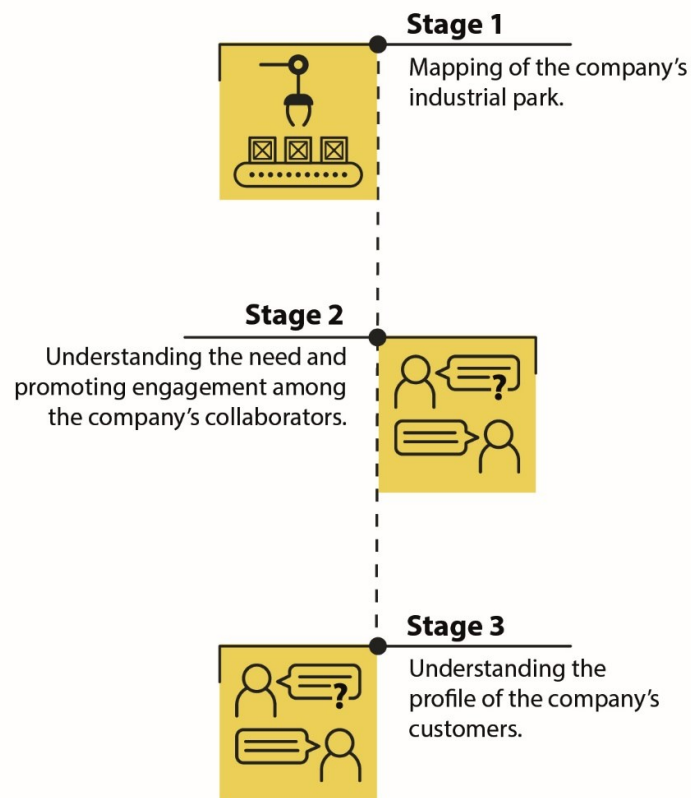 Stage 1
Mapping of the company’s
industrial park.
Stage 2
Understanding the need and
promoting engagement among
the company’s collaborators.
?
Stage 3
Understanding the
profile of the company’s
customers.
?